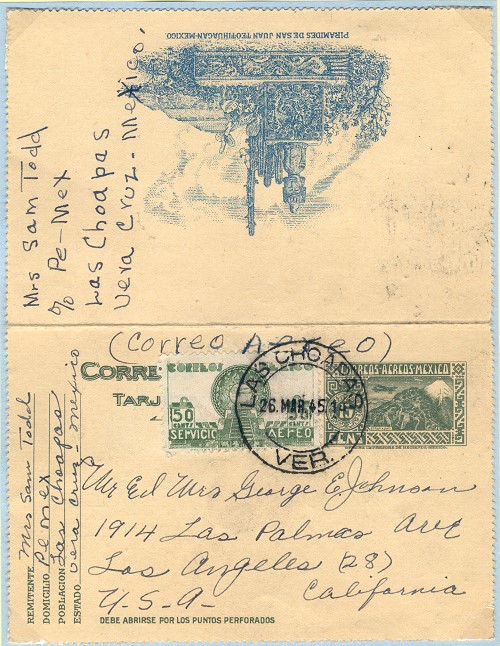 PIRAMIDES DE SAN JUAN TEOTIHUACAN-MEXICO.
Mrs Sam Todd
c/o Pe-Mex
Las Choapas
Vera Cruz-Mexico.
(Correo Aereo)
CORRE
TARJ
CORREOS
50
SERVICIO AEREO
LAS CHOAPAS
26. MAR. 45.
VER.
CORREOS-AEREOS-MEXICO
REMITENTE Mrs Sam Todd
DOMICILIO Pemex
POBLACION Las Choapas
ESTADO Vera Cruz-Mexico
Mr Ed Mrs George E Johnson
1914 Las Palmas Ave
Los Angeles (28)
California
U.S.A-
DEBE ABRIRSE POR LOS PUNTOS PERFORADOS